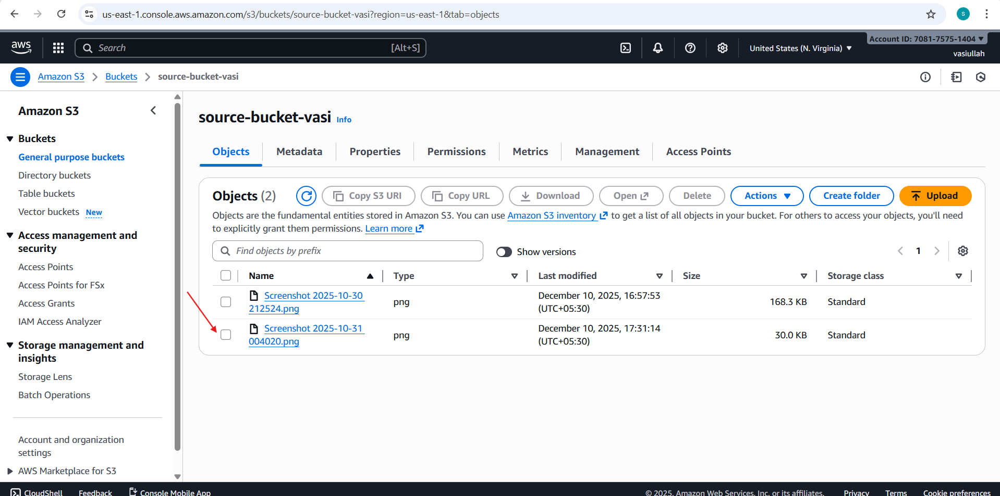 us-east-1.console.aws.amazon.com/s3/buckets/source-bucket-vasi?region=us-east-1&tab=objects
S
aws
Search
[Alt+S]
United States (N. Virginia)
Account ID: 7081-7575-1404
vasiullah
Amazon S3
Buckets
source-bucket-vasi
Amazon S3
Buckets
General purpose buckets
Directory buckets
Table buckets
Vector buckets New
Access management and
security
Access Points
Access Points for FSx
Access Grants
IAM Access Analyzer
Storage management and
insights
Storage Lens
Batch Operations
Account and organization
settings
AWS Marketplace for S3
source-bucket-vasi Info
Objects
Metadata
Properties
Permissions
Metrics
Management
Access Points
Objects (2)
Copy S3 URI
Copy URL
Download
Open
Delete
Actions
Create folder
Upload
Objects are the fundamental entities stored in Amazon S3. You can use Amazon S3 inventory to get a list of all objects in your bucket. For others to access your objects, you'll need
to explicitly grant them permissions. Learn more
Find objects by prefix
Show versions
1
Name
Type
Last modified
Size
Storage class
Screenshot 2025-10-30
212524.png
png
December 10, 2025, 16:57:53
(UTC+05:30)
168.3 KB
Standard
Screenshot 2025-10-31
004020.png
png
December 10, 2025, 17:31:14
(UTC+05:30)
30.0 KB
Standard
CloudShell
Feedback
Console Mobile App
© 2025, Amazon Web Services, Inc. or its affiliates.
Privacy
Terms
Cookie preferences